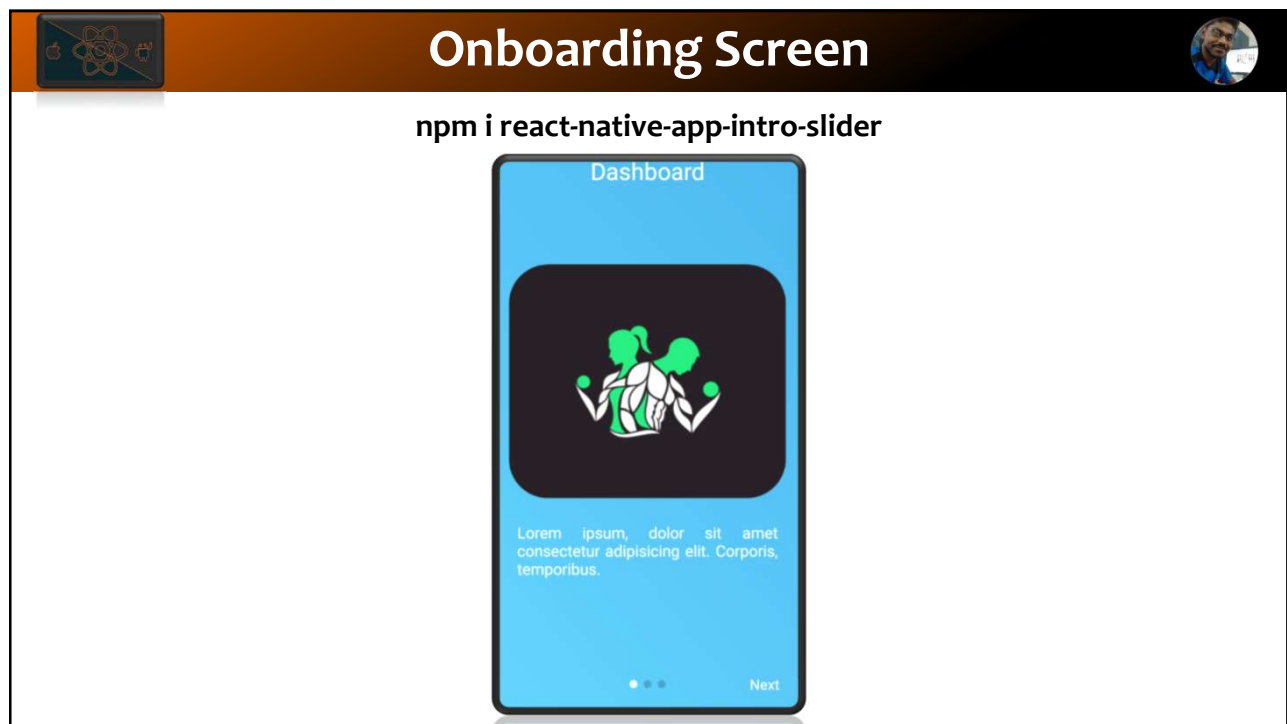 Onboarding Screen
npm i react-native-app-intro-slider
Dashboard
Lorem ipsum, dolor sit amet
consectetur adipisicing elit. Corporis,
temporibus.
Next